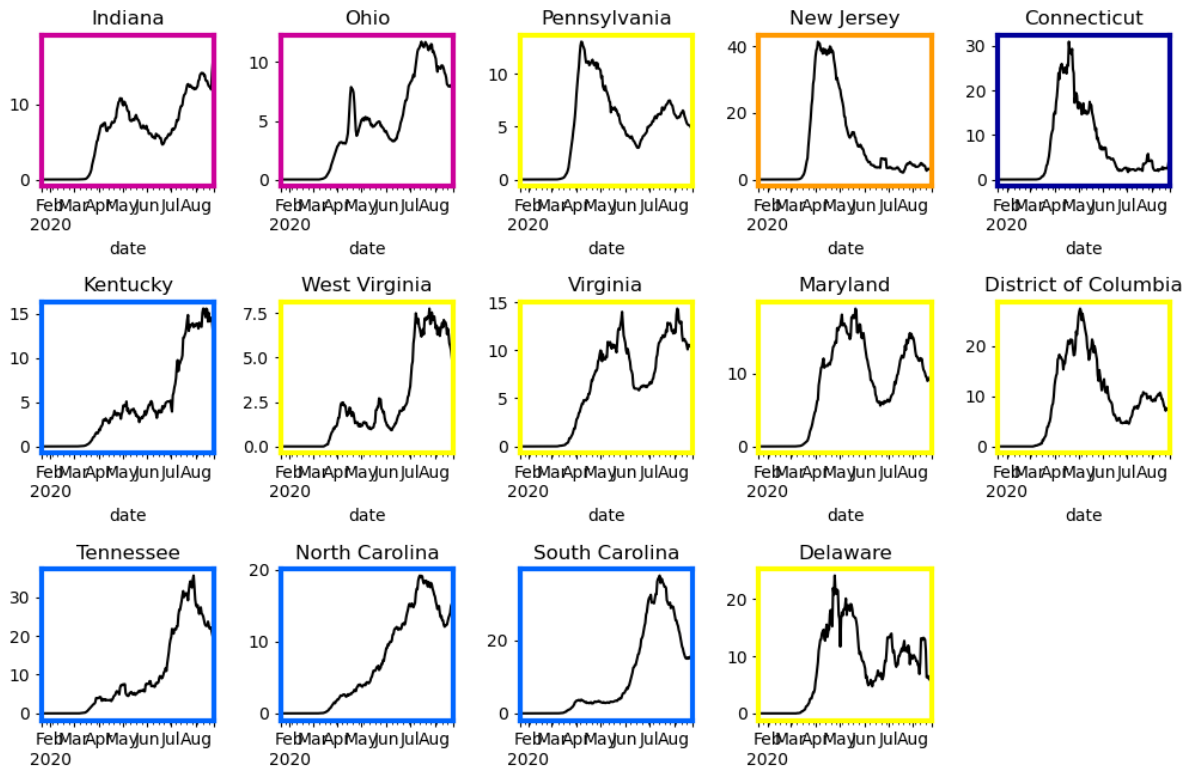 Indiana
Ohio
Pennsylvania
New Jersey
Connecticut
10
0
Feb Mar Apr May Jun Jul Aug
2020
date
10
5
0
Feb Mar Apr May Jun Jul Aug
2020
date
10
5
0
Feb Mar Apr May Jun Jul Aug
2020
date
40
20
0
Feb Mar Apr May Jun Jul Aug
2020
date
30
20
10
0
Feb Mar Apr May Jun Jul Aug
2020
date
Kentucky
West Virginia
Virginia
Maryland
District of Columbia
15
10
5
0
Feb Mar Apr May Jun Jul Aug
2020
date
7.5
5.0
2.5
0.0
Feb Mar Apr May Jun Jul Aug
2020
date
15
10
5
0
Feb Mar Apr May Jun Jul Aug
2020
date
10
0
Feb Mar Apr May Jun Jul Aug
2020
date
20
10
0
Feb Mar Apr May Jun Jul Aug
2020
date
Tennessee
North Carolina
South Carolina
Delaware
30
20
10
0
Feb Mar Apr May Jun Jul Aug
2020
date
20
10
0
Feb Mar Apr May Jun Jul Aug
2020
date
20
0
Feb Mar Apr May Jun Jul Aug
2020
date
20
10
0
Feb Mar Apr May Jun Jul Aug
2020
date